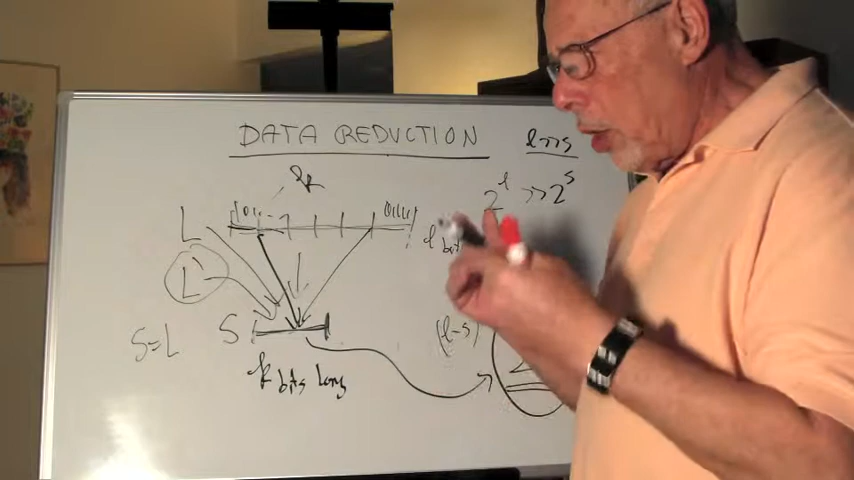 DATA REDUCTION
l>>s
2^l >> 2^s
L
l bits
L
S=L
S
(l-s)
k bits long